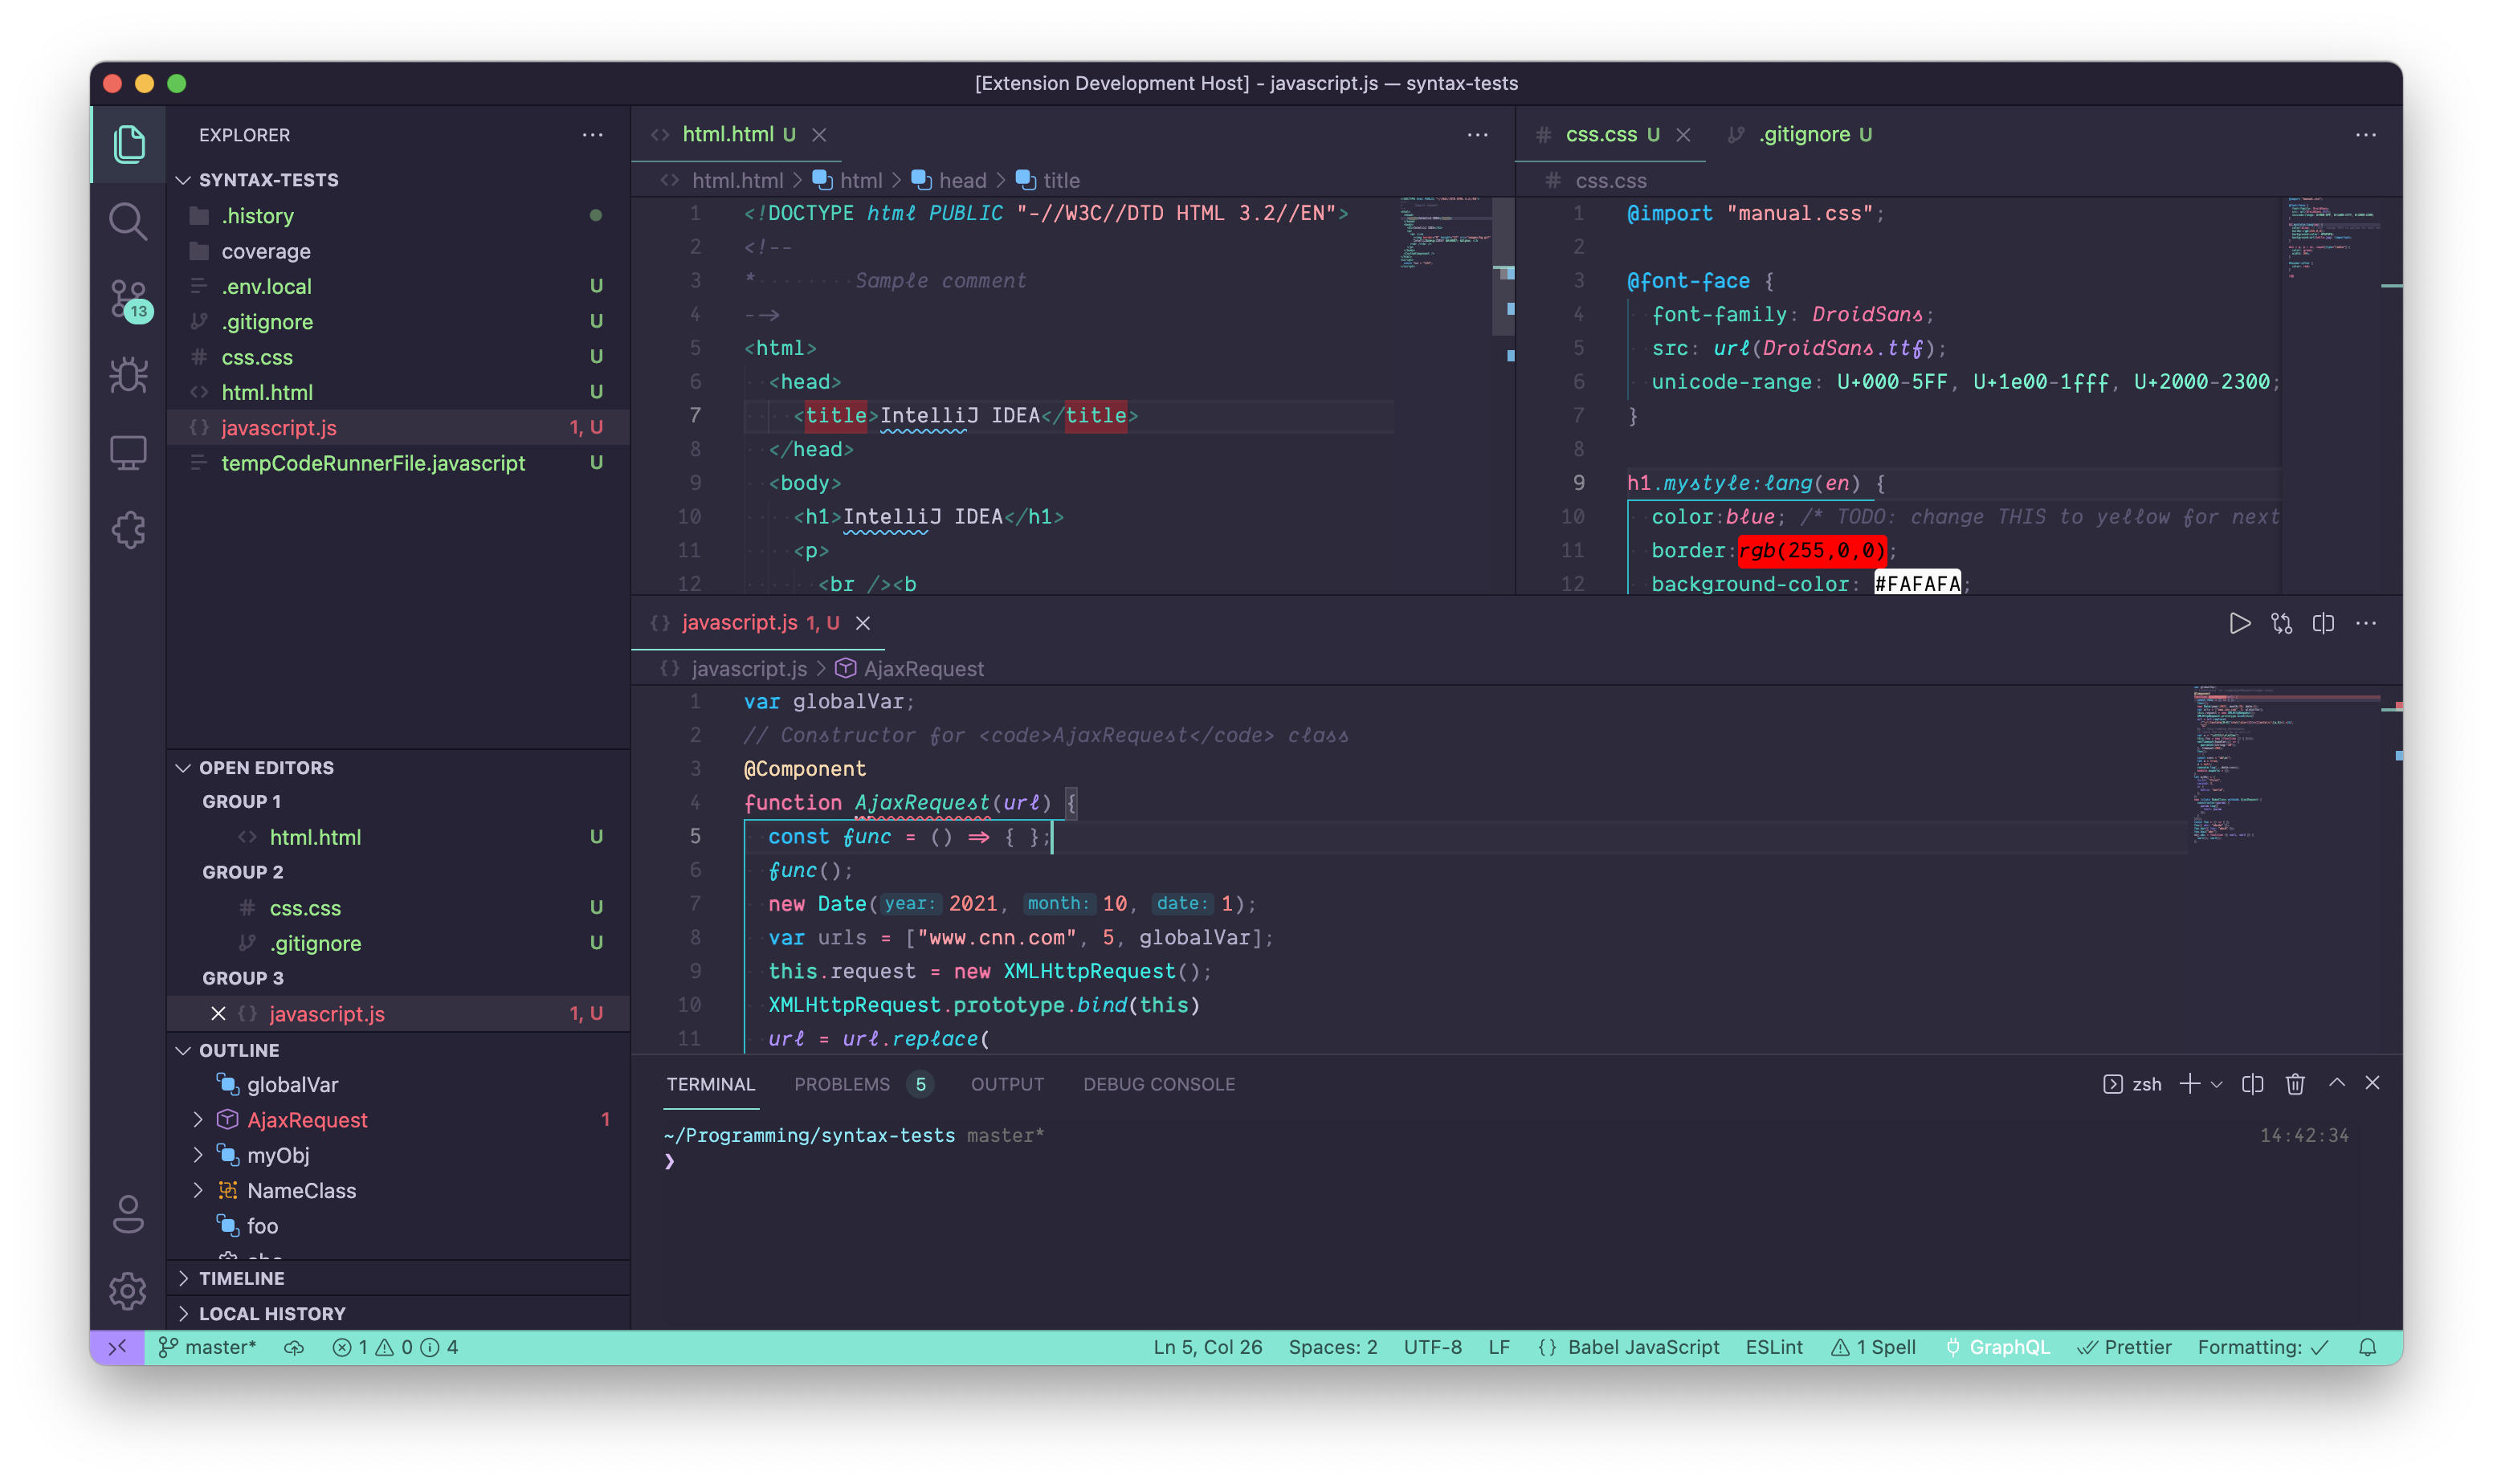 [Extension Development Host] - javascript.js — syntax-tests
EXPLORER
SYNTAX-TESTS
.history
coverage
.env.local U
.gitignore U
css.css U
html.html U
javascript.js 1, U
tempCodeRunnerFile.javascript U
13
OPEN EDITORS
GROUP 1
html.html U
GROUP 2
css.css U
.gitignore U
GROUP 3
javascript.js 1, U
OUTLINE
globalVar
AjaxRequest 1
myObj
NameClass
foo
TIMELINE
LOCAL HISTORY
html.html U
html.html > html > head > title
1 <!DOCTYPE html PUBLIC "-//W3C//DTD HTML 3.2//EN">
2 <!--
3 * Sample comment
4 -->
5 <html>
6 <head>
7 <title>IntelliJ IDEA</title>
8 </head>
9 <body>
10 <h1>IntelliJ IDEA</h1>
11 <p>
12 <br /><b
css.css U .gitignore U
# css.css
1 @import "manual.css";
2
3 @font-face {
4 font-family: DroidSans;
5 src: url(DroidSans.ttf);
6 unicode-range: U+000-5FF, U+1e00-1fff, U+2000-2300;
7 }
8
9 h1.mystyle:lang(en) {
10 color:blue; /* TODO: change THIS to yellow for next
11 border:rgb(255,0,0);
12 background-color: #FAFAFA;
{} javascript.js 1, U
{} javascript.js > AjaxRequest
1 var globalVar;
2 // Constructor for <code>AjaxRequest</code> class
3 @Component
4 function AjaxRequest(url) {
5 const func = () => { };
6 func();
7 new Date(year: 2021, month: 10, date: 1);
8 var urls = ["www.cnn.com", 5, globalVar];
9 this.request = new XMLHttpRequest();
10 XMLHttpRequest.prototype.bind(this)
11 url = url.replace(
TERMINAL PROBLEMS 5 OUTPUT DEBUG CONSOLE zsh
~/Programming/syntax-tests master* 14:42:34
❯
master* 1 0 4 Ln 5, Col 26 Spaces: 2 UTF-8 LF {} Babel JavaScript ESLint 1 Spell GraphQL Prettier Formatting: ✓